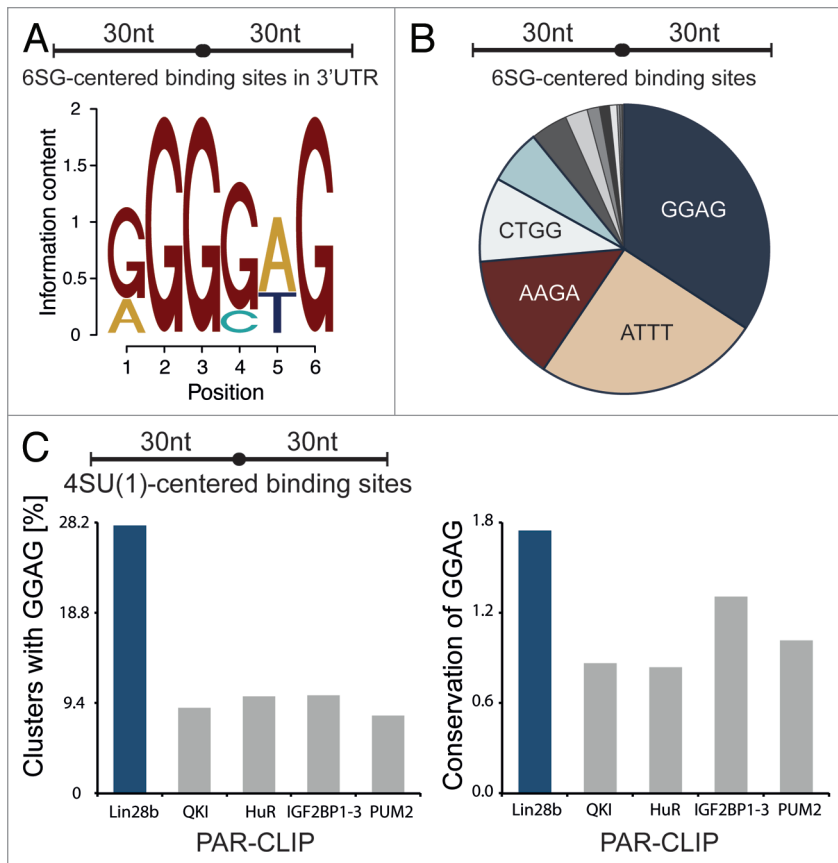 A
30nt 30nt
6SG-centered binding sites in 3'UTR
Information content
2
1.5
1
0.5
0
G
A
G
G
G
C
A
T
G
1 2 3 4 5 6
Position
B
30nt 30nt
6SG-centered binding sites
GGAG
CTGG
AAGA
ATTT
C
30nt 30nt
4SU(1)-centered binding sites
Clusters with GGAG [%]
28.2
18.8
9.4
0
Lin28b QKI HuR IGF2BP1-3 PUM2
PAR-CLIP
Conservation of GGAG
1.8
1.2
0.6
0.0
Lin28b QKI HuR IGF2BP1-3 PUM2
PAR-CLIP